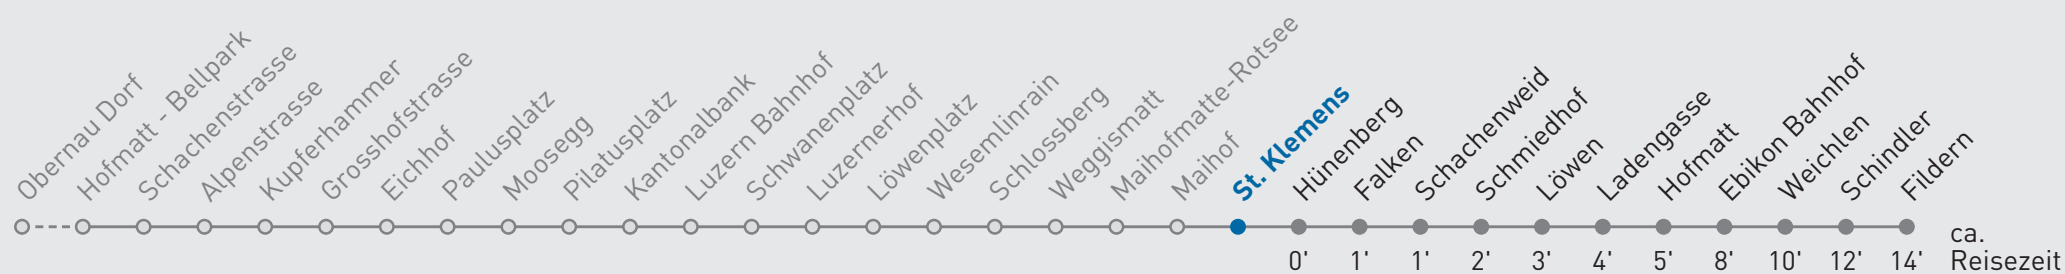 Obernau Dorf
Hofmatt - Bellpark
Schachenstrasse
Alpenstrasse
Kupferhammer
Grosshofstrasse
Eichhof
Paulusplatz
Moosegg
Pilatusplatz
Kantonalbank
Luzern Bahnhof
Schwanenplatz
Luzernerhof
Löwenplatz
Wesemlinrain
Schlossberg
Weggismatt
Maihofmatte-Rotsee
Maihof
St. Klemens
Hünenberg
Falken
Schachenweid
Schmiedhof
Löwen
Ladengasse
Hofmatt
Ebikon Bahnhof
Weichlen
Schindler
Fildern
0' 1' 1' 2' 3' 4' 5' 8' 10' 12' 14'
ca.
Reisezeit